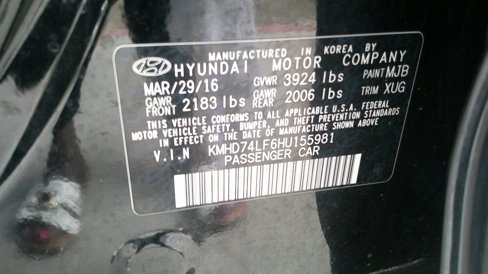 MANUFACTURED IN KOREA BY
HYUNDAI MOTOR COMPANY
MAR/29/16 GVWR 3924 lbs PAINT MJB
GAWR FRONT 2183 lbs GAWR REAR 2006 lbs TRIM XUG
THIS VEHICLE CONFORMS TO ALL APPLICABLE U.S.A. FEDERAL
MOTOR VEHICLE SAFETY, BUMPER, AND THEFT PREVENTION STANDARDS
IN EFFECT ON THE DATE OF MANUFACTURE SHOWN ABOVE.
V.I.N KMHD74LF6HU155981
PASSENGER CAR